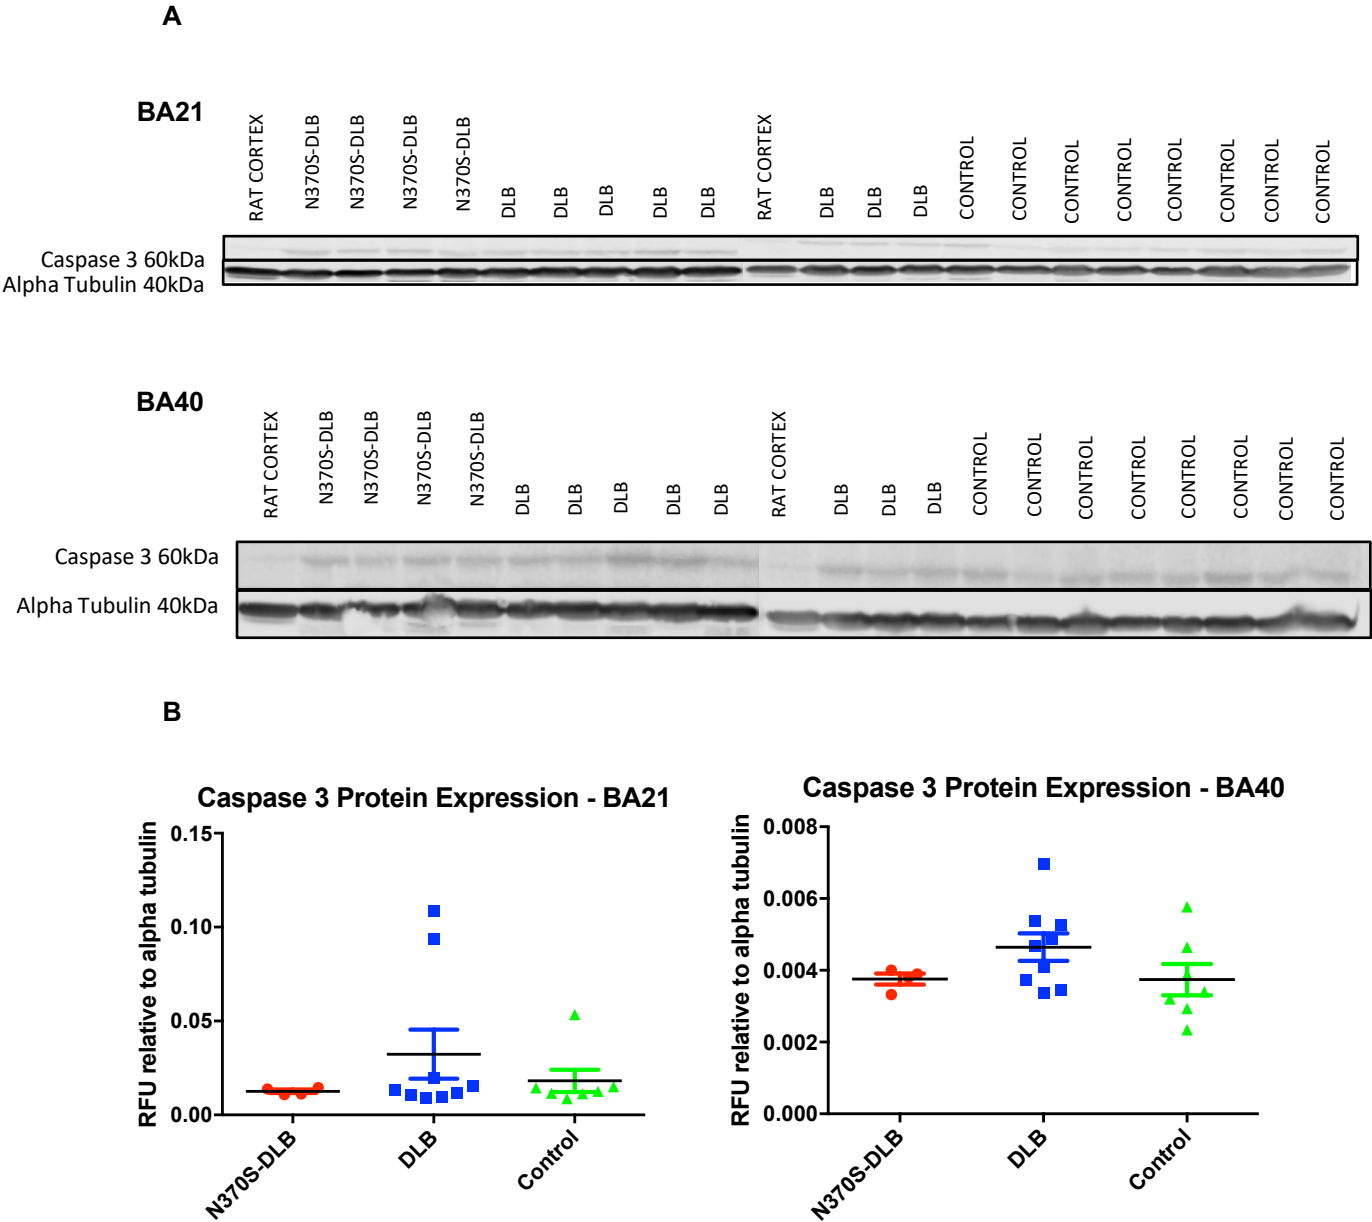 A
BA21
RAT CORTEX N370S-DLB N370S-DLB N370S-DLB N370S-DLB DLB DLB DLB DLB DLB RAT CORTEX DLB DLB DLB CONTROL CONTROL CONTROL CONTROL CONTROL CONTROL CONTROL CONTROL
Caspase 3 60kDa
Alpha Tubulin 40kDa
BA40
RAT CORTEX N370S-DLB N370S-DLB N370S-DLB N370S-DLB DLB DLB DLB DLB DLB RAT CORTEX DLB DLB DLB CONTROL CONTROL CONTROL CONTROL CONTROL CONTROL CONTROL CONTROL
Caspase 3 60kDa
Alpha Tubulin 40kDa
B
Caspase 3 Protein Expression - BA21
RFU relative to alpha tubulin
0.15
0.10
0.05
0.00
N370S-DLB DLB Control
Caspase 3 Protein Expression - BA40
RFU relative to alpha tubulin
0.008
0.006
0.004
0.002
0.000
N370S-DLB DLB Control